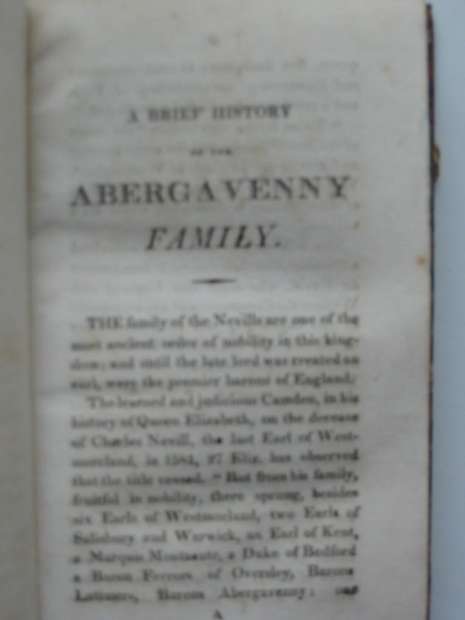 A BRIEF HISTORY
OF THE
ABERGAVENNY
FAMILY.
THE family of the Neville are one of the
most ancient order of nobility in this king-
dom; and until the late lord was created an
earl, were the premier barons of England;
The learned and judicious Camden, in his
history of Queen Elizabeth, on the decease
of Charles Nevill, the last Earl of West-
moreland, in 1584, 27 Eliz. has observed
that the title ceased. "But from his family,
fruitful in nobility, there sprung, besides
six Earls of Westmorland, two Earls of
Salisbury and Warwick, an Earl of Kent,
a Marquis Montacute, a Duke of Bedford
a Baron Ferrers of Oversley, Barons
Latimers, Barons Abergavenny;
A